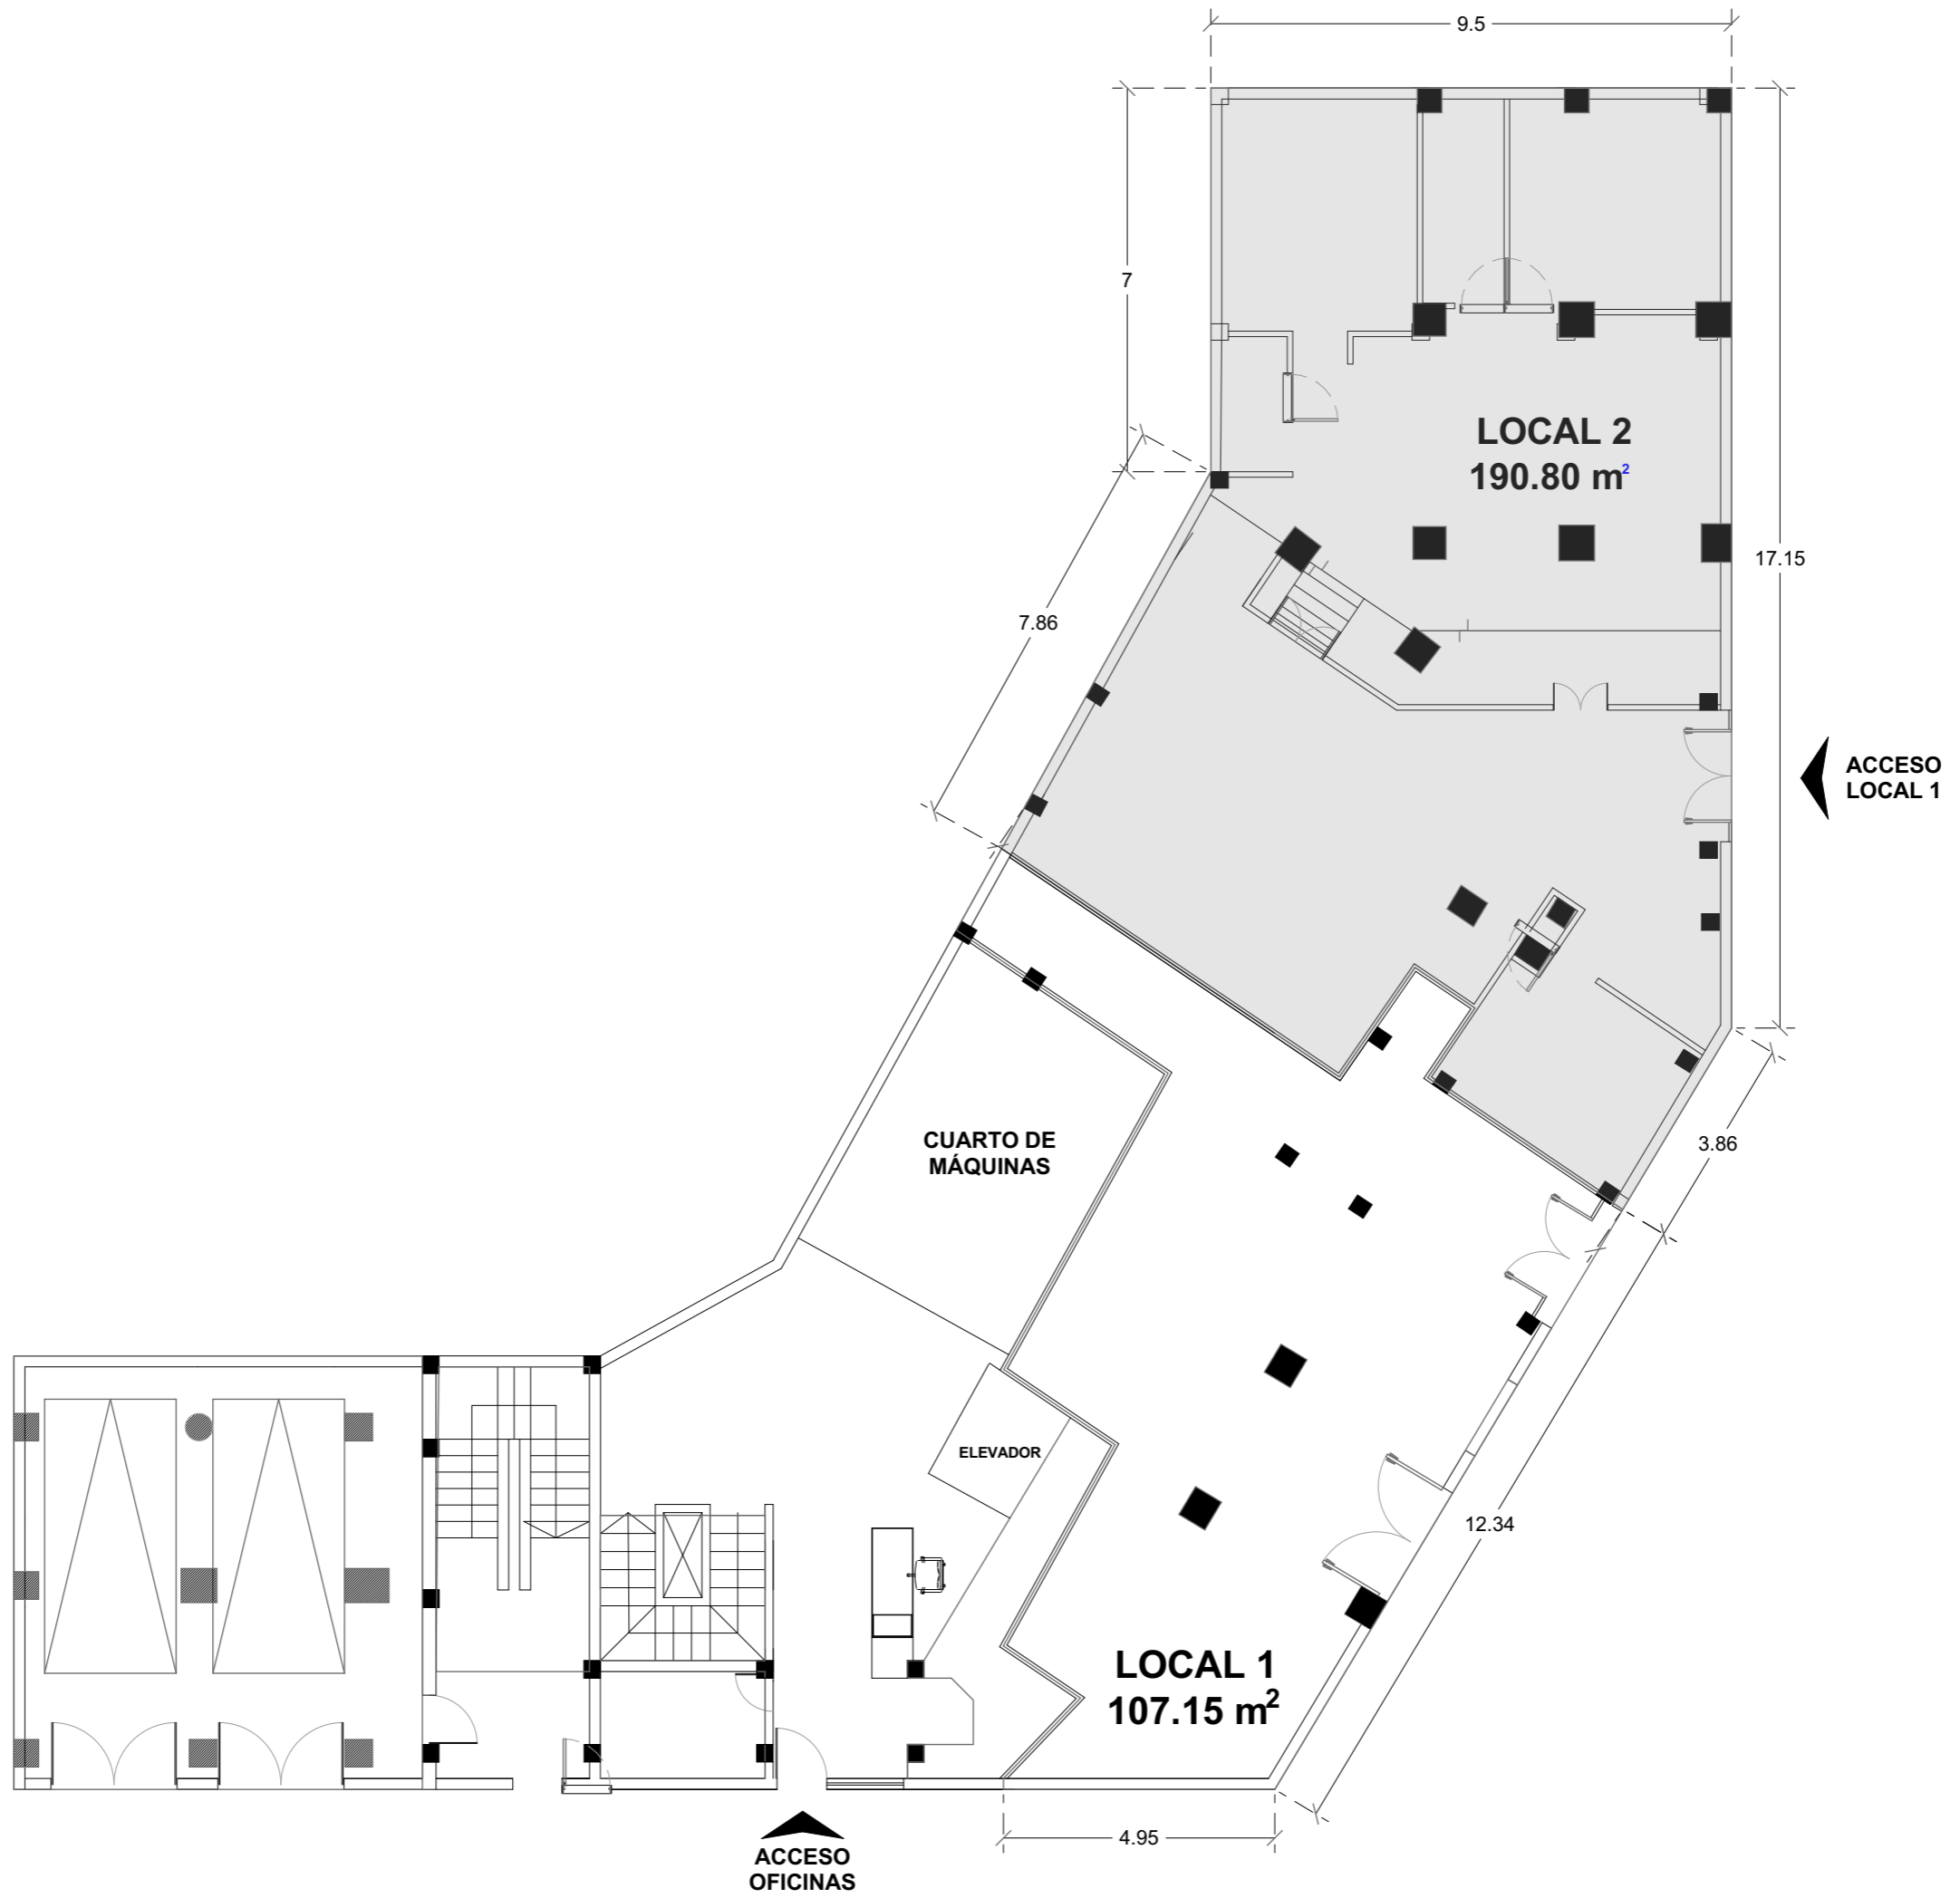 9.5
7
LOCAL 2
190.80 m²
17.15
7.86
ACCESO
LOCAL 1
CUARTO DE
MÁQUINAS
3.86
ELEVADOR
12.34
LOCAL 1
107.15 m²
4.95
ACCESO
OFICINAS